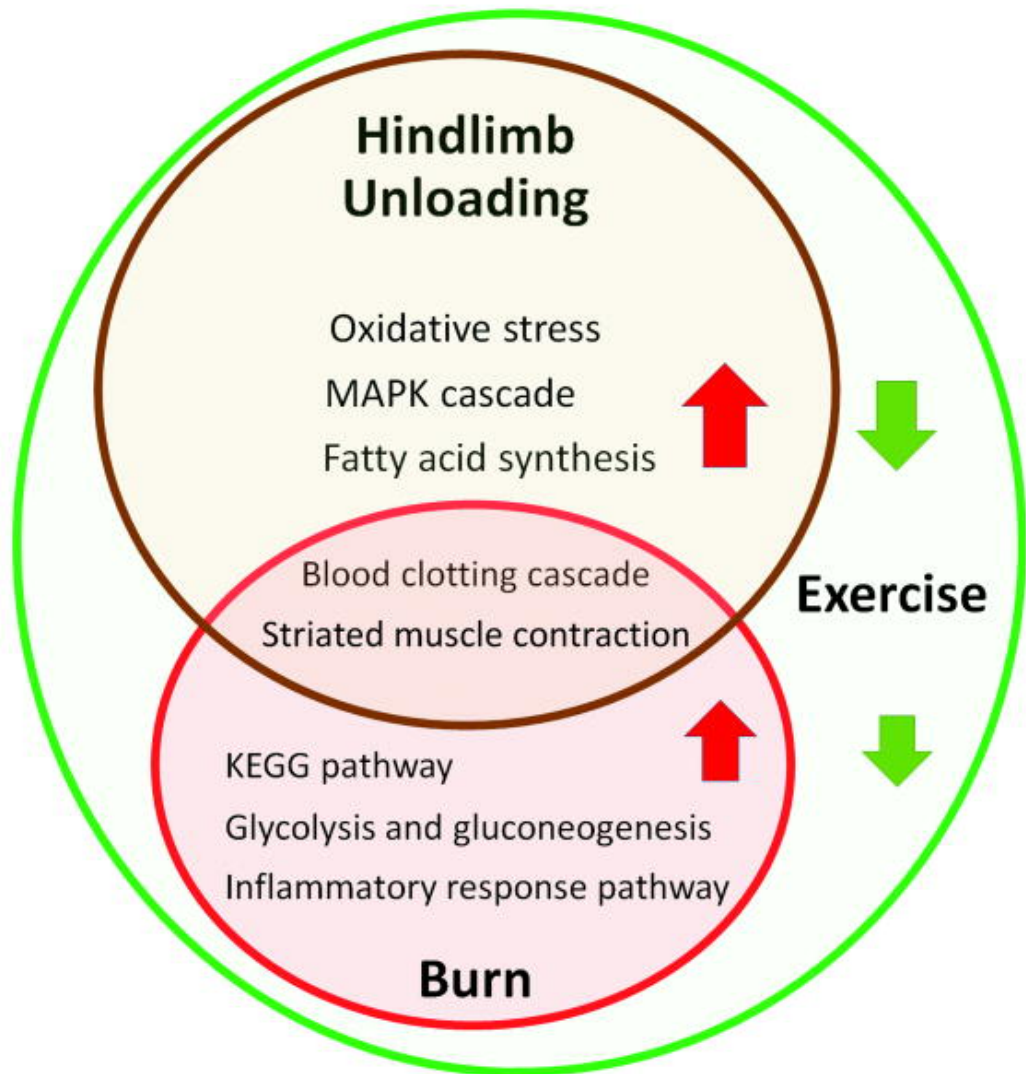 Hindlimb
Unloading
Oxidative stress
MAPK cascade
Fatty acid synthesis
Blood clotting cascade
Striated muscle contraction
Exercise
KEGG pathway
Glycolysis and gluconeogenesis
Inflammatory response pathway
Burn